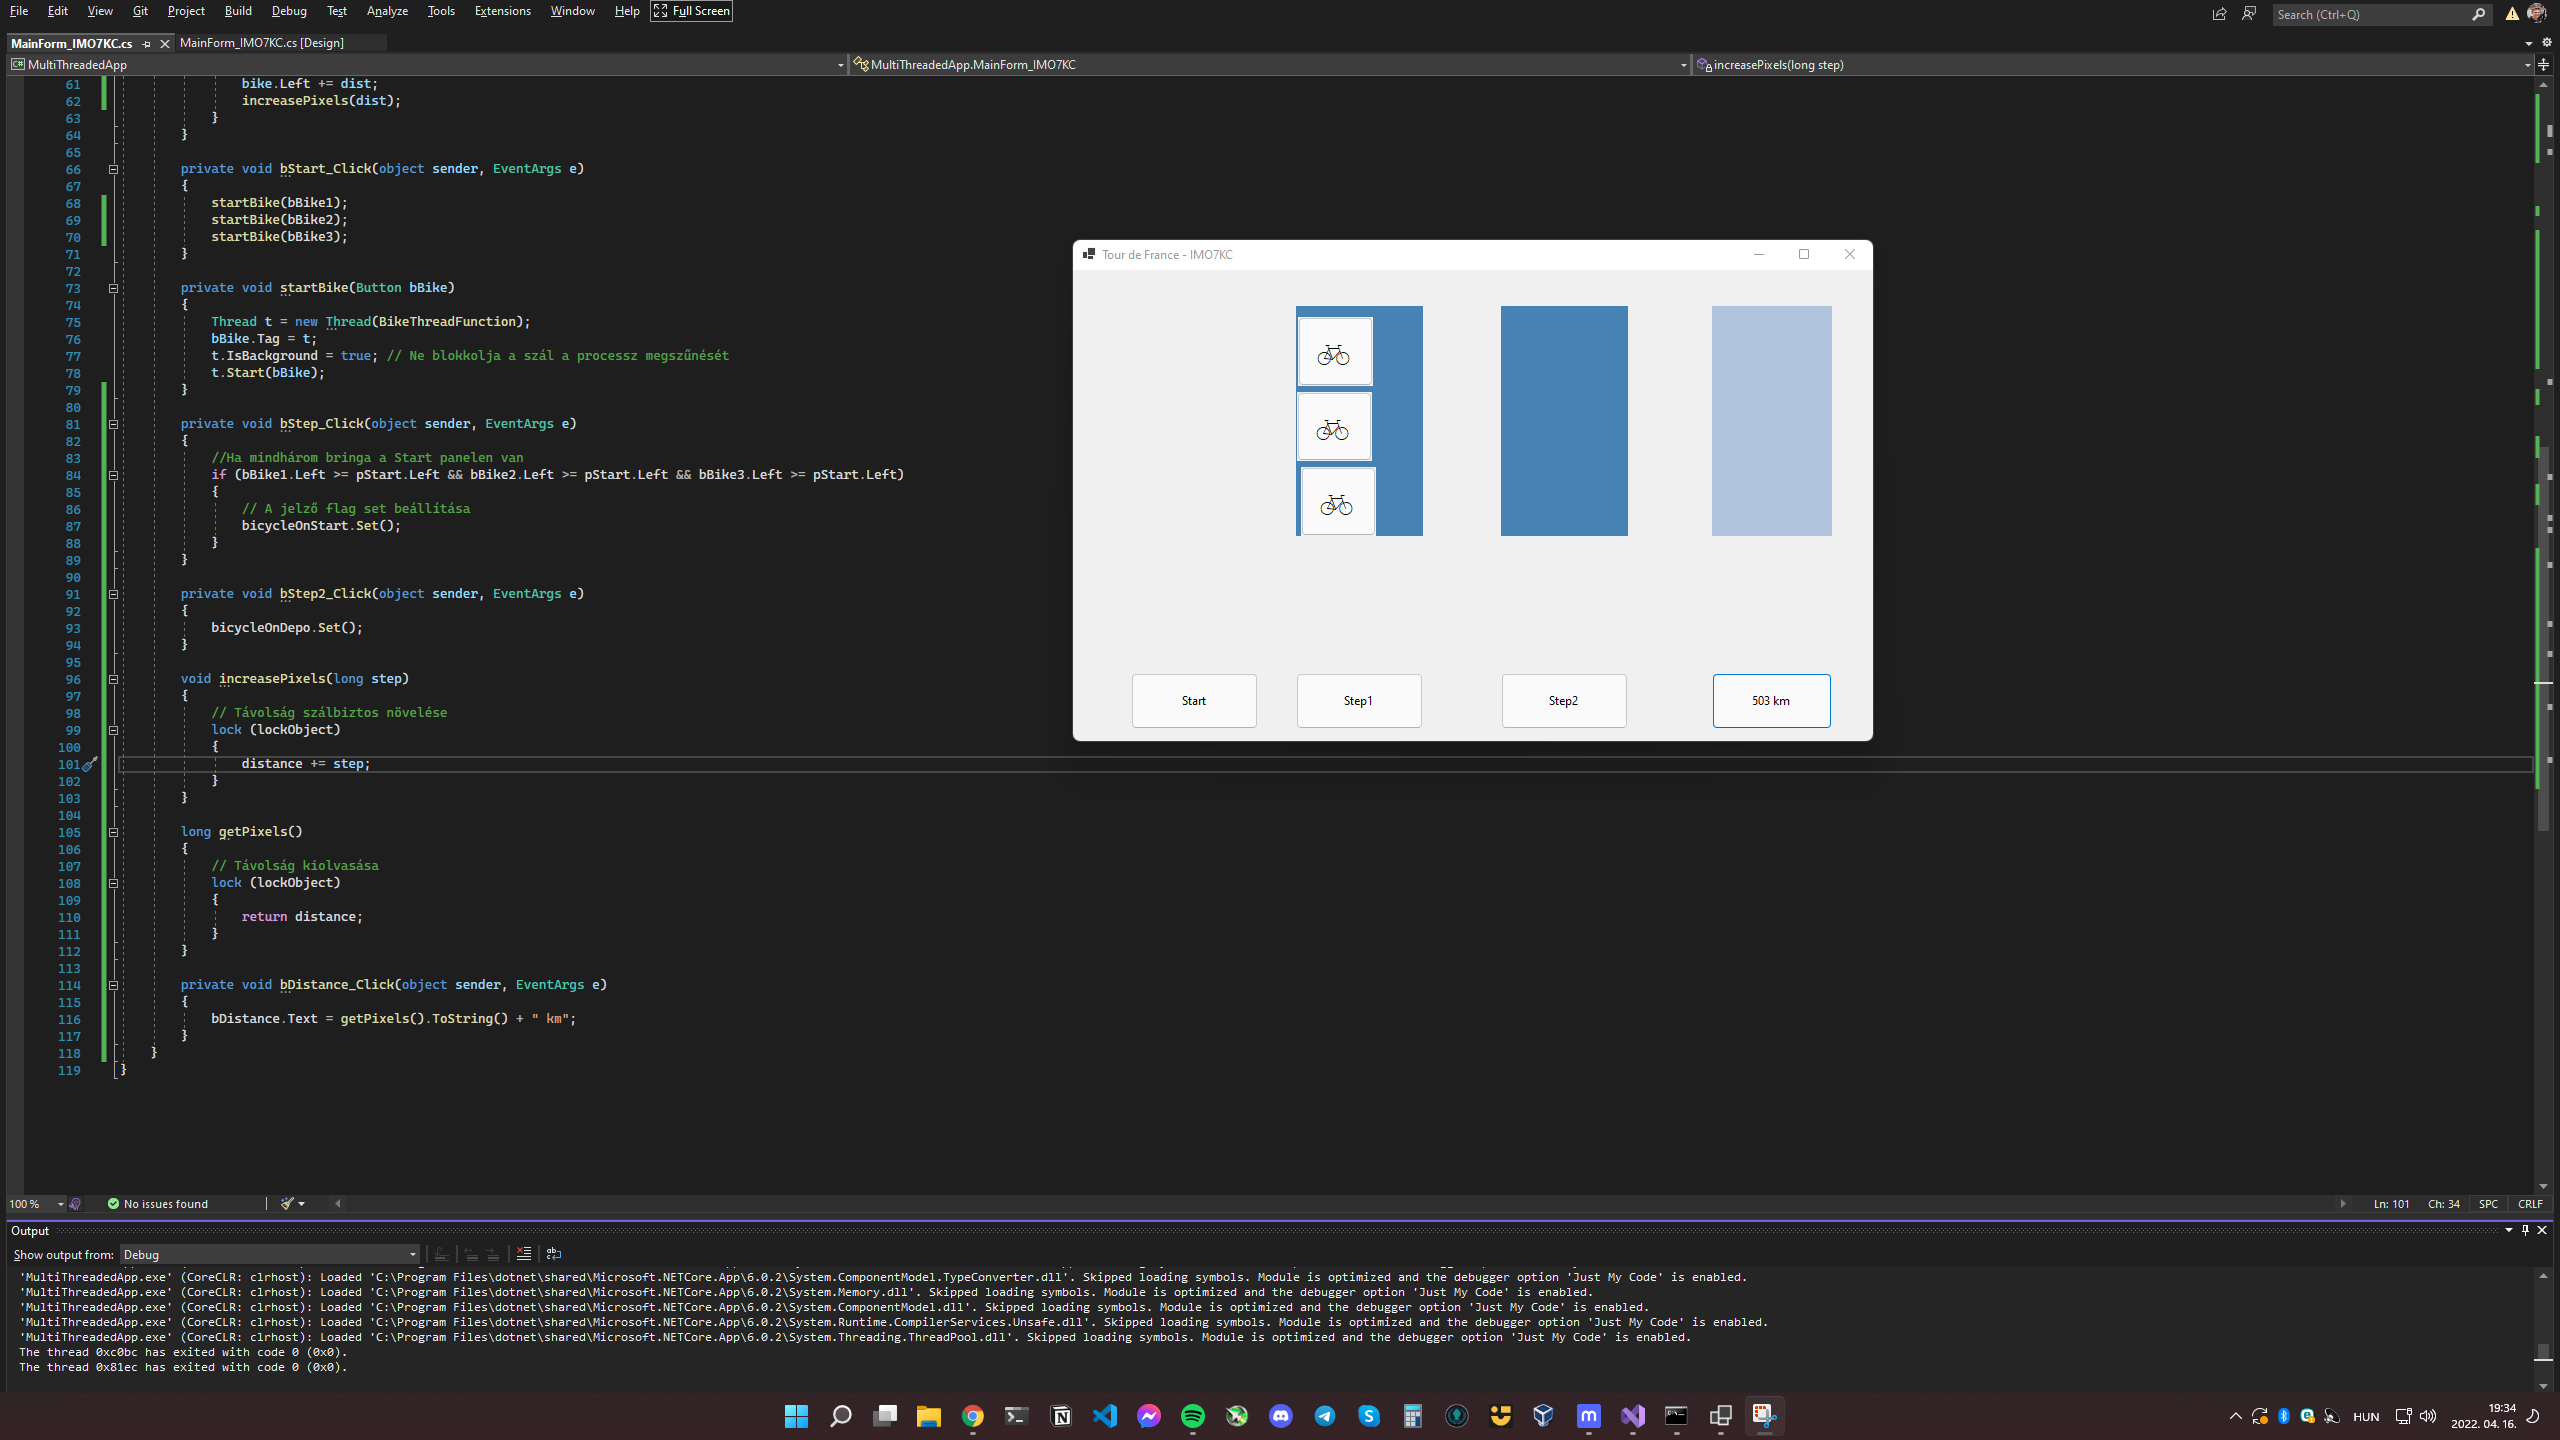 File Edit View Git Project Build Debug Test Analyze Tools Extensions Window Help Full Screen Search (Ctrl+Q)
MainForm_IMO7KC.cs MainForm_IMO7KC.cs [Design]
MultiThreadedApp MultiThreadedApp.MainForm_IMO7KC increasePixels(long step)
61 bike.Left += dist;
62 increasePixels(dist);
63 }
64 }
65
66 private void bStart_Click(object sender, EventArgs e)
67 {
68 startBike(bBike1);
69 startBike(bBike2);
70 startBike(bBike3);
71 }
72
73 private void startBike(Button bBike)
74 {
75 Thread t = new Thread(BikeThreadFunction);
76 bBike.Tag = t;
77 t.IsBackground = true; // Ne blokkolja a szál a processz megszűnését
78 t.Start(bBike);
79 }
80
81 private void bStep_Click(object sender, EventArgs e)
82 {
83 //Ha mindhárom bringa a Start panelen van
84 if (bBike1.Left >= pStart.Left && bBike2.Left >= pStart.Left && bBike3.Left >= pStart.Left)
85 {
86 // A jelző flag set beállítása
87 bicycleOnStart.Set();
88 }
89 }
90
91 private void bStep2_Click(object sender, EventArgs e)
92 {
93 bicycleOnDepo.Set();
94 }
95
96 void increasePixels(long step)
97 {
98 // Távolság szálbiztos növelése
99 lock (lockObject)
100 {
101 distance += step;
102 }
103 }
104
105 long getPixels()
106 {
107 // Távolság kiolvasása
108 lock (lockObject)
109 {
110 return distance;
111 }
112 }
113
114 private void bDistance_Click(object sender, EventArgs e)
115 {
116 bDistance.Text = getPixels().ToString() + " km";
117 }
118 }
119 }
Tour de France - IMO7KC
Start Step1 Step2 503 km
100 % No issues found Ln: 101 Ch: 34 SPC CRLF
Output
Show output from: Debug
'MultiThreadedApp.exe' (CoreCLR: clrhost): Loaded 'C:\Program Files\dotnet\shared\Microsoft.NETCore.App\6.0.2\System.ComponentModel.TypeConverter.dll'. Skipped loading symbols. Module is optimized and the debugger option 'Just My Code' is enabled.
'MultiThreadedApp.exe' (CoreCLR: clrhost): Loaded 'C:\Program Files\dotnet\shared\Microsoft.NETCore.App\6.0.2\System.Memory.dll'. Skipped loading symbols. Module is optimized and the debugger option 'Just My Code' is enabled.
'MultiThreadedApp.exe' (CoreCLR: clrhost): Loaded 'C:\Program Files\dotnet\shared\Microsoft.NETCore.App\6.0.2\System.ComponentModel.dll'. Skipped loading symbols. Module is optimized and the debugger option 'Just My Code' is enabled.
'MultiThreadedApp.exe' (CoreCLR: clrhost): Loaded 'C:\Program Files\dotnet\shared\Microsoft.NETCore.App\6.0.2\System.Runtime.CompilerServices.Unsafe.dll'. Skipped loading symbols. Module is optimized and the debugger option 'Just My Code' is enabled.
'MultiThreadedApp.exe' (CoreCLR: clrhost): Loaded 'C:\Program Files\dotnet\shared\Microsoft.NETCore.App\6.0.2\System.Threading.ThreadPool.dll'. Skipped loading symbols. Module is optimized and the debugger option 'Just My Code' is enabled.
The thread 0xc0bc has exited with code 0 (0x0).
The thread 0x81ec has exited with code 0 (0x0).
HUN 19:34
2022. 04. 16.